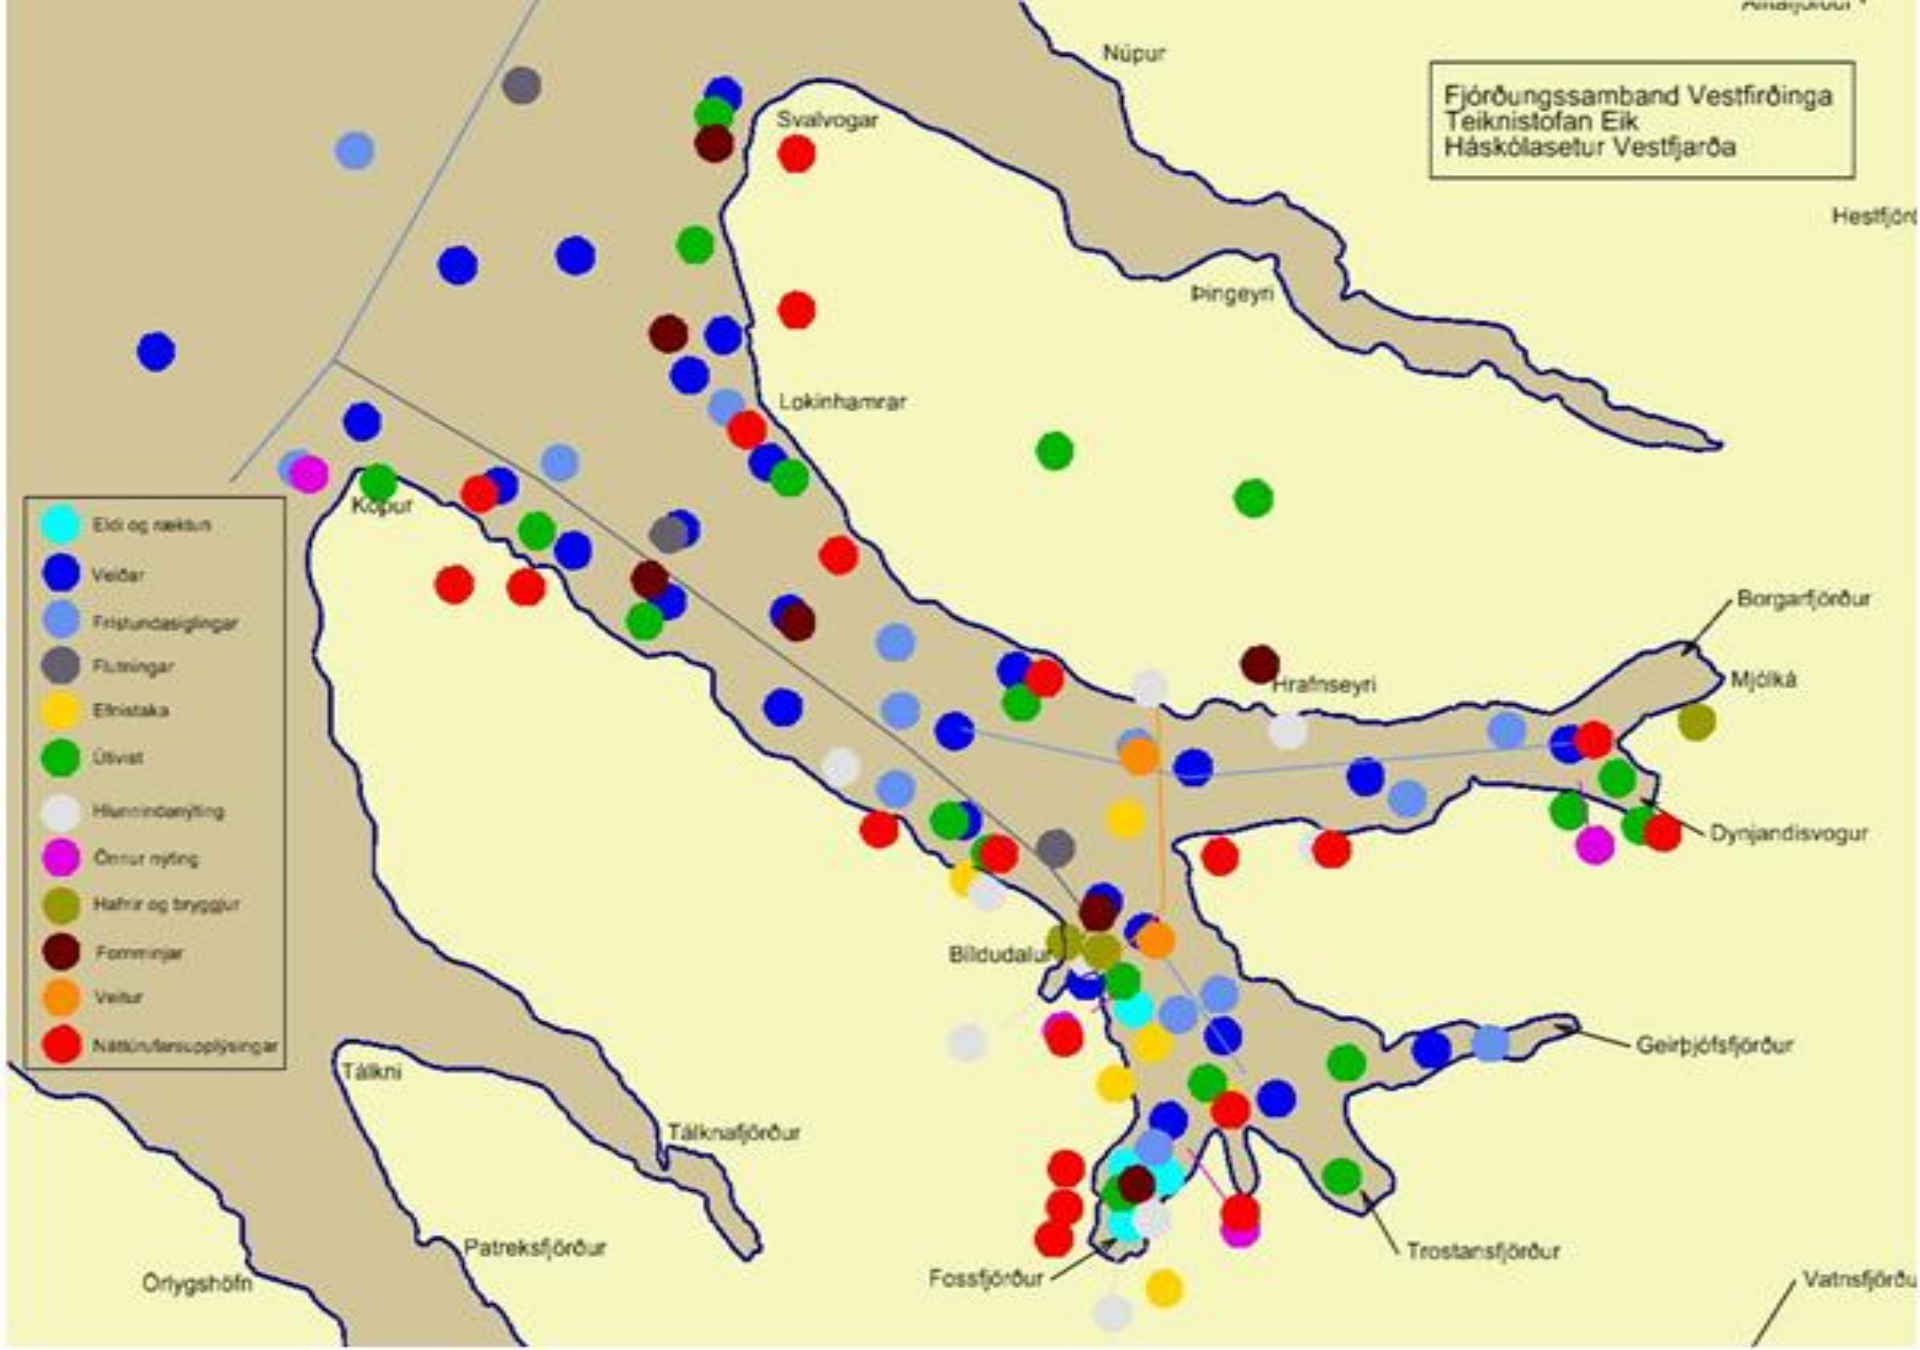 Núpur
Fjórðungssamband Vestfirðinga
Teiknistofan Eik
Háskólasetur Vestfjarða
Svalvogar
Hestfjörð
Þingeyri
Lokinhamrar
Kópur
Eldi og ræktun
Veiðar
Frístundasiglingar
Flutningar
Efnistaka
Útivist
Hlunnindanýting
Önnur nýting
Hafnir og bryggjur
Fornminjar
Veitur
Náttúrufarsupplýsingar
Borgarfjörður
Hrafnseyri
Mjólká
Dynjandisvogur
Bíldudalur
Geirþjófsfjörður
Tálkni
Tálknafjörður
Patreksfjörður
Trostansfjörður
Fossfjörður
Örlygshöfn
Vatnsfjörðu